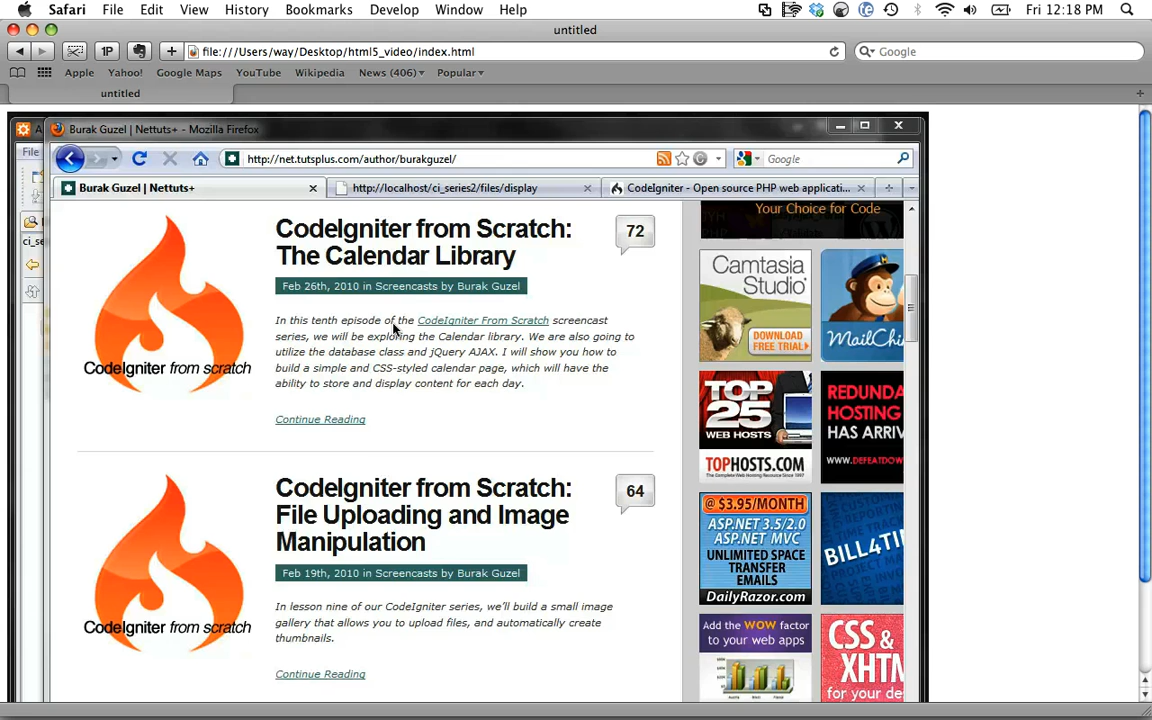 Safari File Edit View History Bookmarks Develop Window Help Fri 12:18 PM
untitled
1P file:///Users/way/Desktop/html5_video/index.html Google
Apple Yahoo! Google Maps YouTube Wikipedia News (406) Popular
untitled
Burak Guzel | Nettuts+ - Mozilla Firefox
File
http://net.tutsplus.com/author/burakguzel/ Google
Burak Guzel | Nettuts+ http://localhost/ci_series2/files/display CodeIgniter - Open source PHP web applicati...
ci_se
CodeIgniter from Scratch:
The Calendar Library
72
Feb 26th, 2010 in Screencasts by Burak Guzel
In this tenth episode of the CodeIgniter From Scratch screencast
series, we will be exploring the Calendar library. We are also going to
utilize the database class and jQuery AJAX. I will show you how to
build a simple and CSS-styled calendar page, which will have the
ability to store and display content for each day.
Continue Reading
CodeIgniter from scratch
CodeIgniter from Scratch:
File Uploading and Image
Manipulation
64
Feb 19th, 2010 in Screencasts by Burak Guzel
In lesson nine of our CodeIgniter series, we'll build a small image
gallery that allows you to upload files, and automatically create
thumbnails.
Continue Reading
CodeIgniter from scratch
Your Choice for Code
Camtasia
Studio
DOWNLOAD
FREE TRIAL
MailChi
TOP
25
WEB HOSTS
TOPHOSTS.COM
REDUNDA
HOSTING
HAS ARRIV
WWW.DEFEATDOW
@ $3.95/MONTH
ASP.NET 3.5/2.0
ASP.NET MVC
UNLIMITED SPACE
TRANSFER
EMAILS
DailyRazor.com
BILL4TI
Add the WOW factor
to your web apps
CSS &
XHTM
for your de